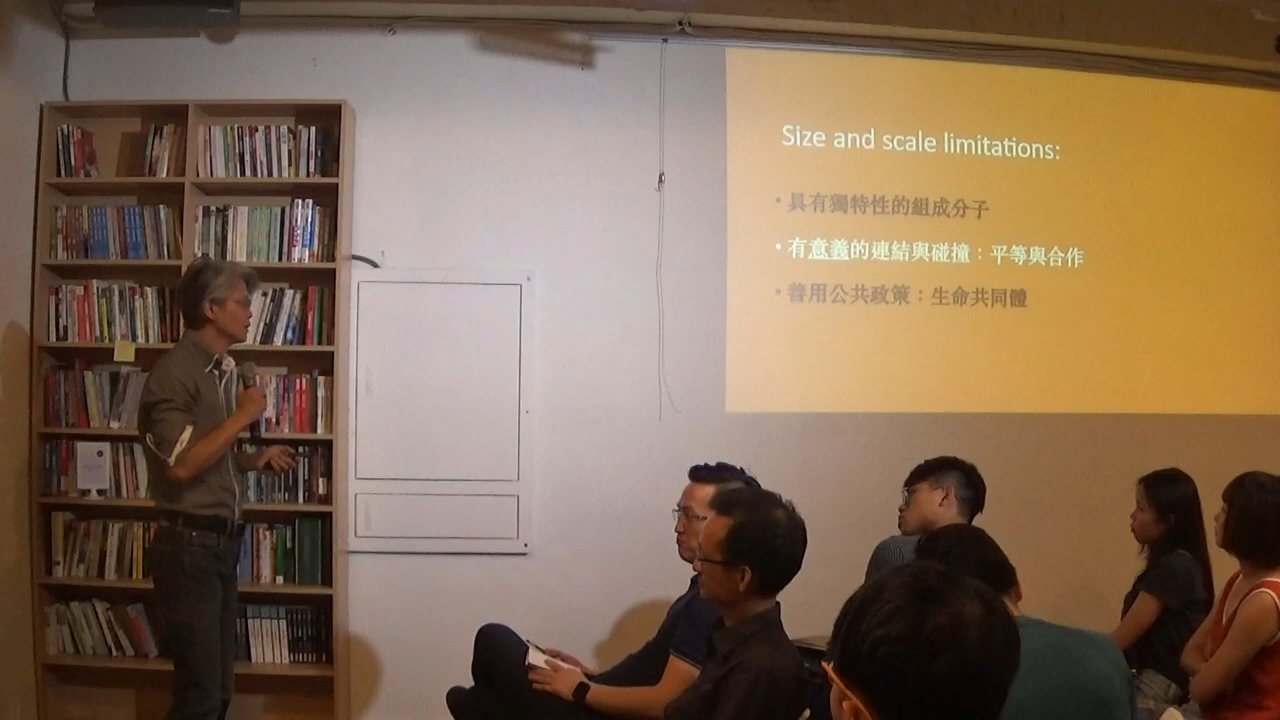 Size and scale limitations:
• 具有獨特性的組成分子
• 有意義的連結與碰撞：平等與合作
• 善用公共政策：生命共同體